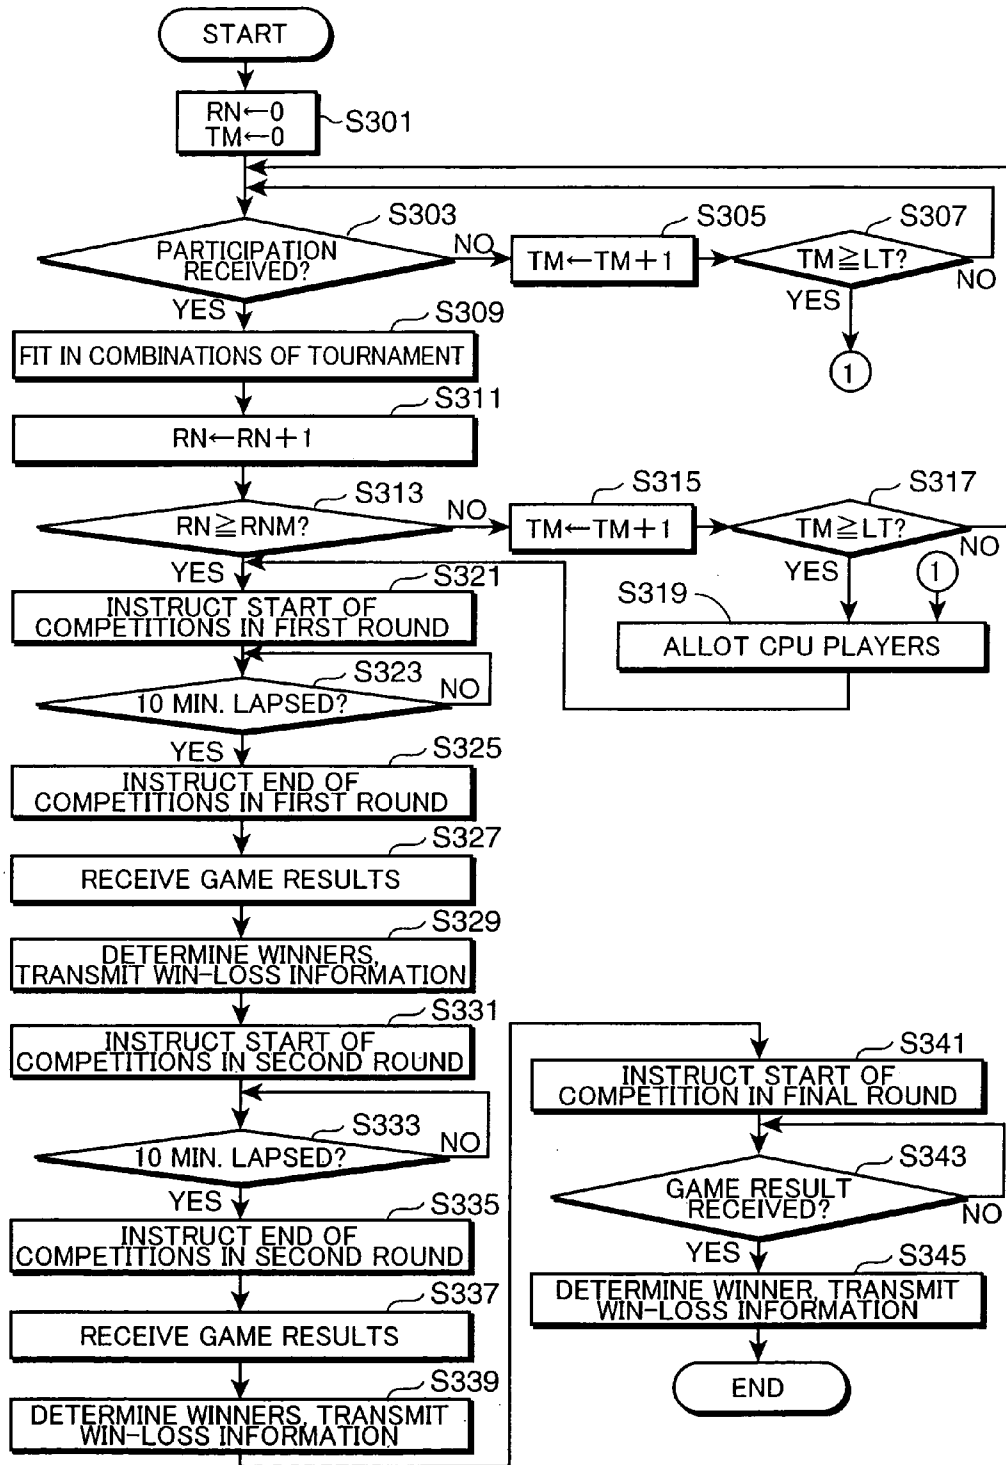 START
RN←0
TM←0
S301
S303
PARTICIPATION
RECEIVED?
NO
YES
S305
TM←TM+1
S307
TM≧LT?
NO
YES
1
S309
FIT IN COMBINATIONS OF TOURNAMENT
S311
RN←RN+1
S313
RN≧RNM?
NO
YES
S315
TM←TM+1
S317
TM≧LT?
NO
YES
1
S319
ALLOT CPU PLAYERS
S321
INSTRUCT START OF
COMPETITIONS IN FIRST ROUND
S323
10 MIN. LAPSED?
NO
YES
S325
INSTRUCT END OF
COMPETITIONS IN FIRST ROUND
S327
RECEIVE GAME RESULTS
S329
DETERMINE WINNERS,
TRANSMIT WIN-LOSS INFORMATION
S331
INSTRUCT START OF
COMPETITIONS IN SECOND ROUND
S333
10 MIN. LAPSED?
NO
YES
S335
INSTRUCT END OF
COMPETITIONS IN SECOND ROUND
S337
RECEIVE GAME RESULTS
S339
DETERMINE WINNERS, TRANSMIT
WIN-LOSS INFORMATION
S341
INSTRUCT START OF
COMPETITION IN FINAL ROUND
S343
GAME RESULT
RECEIVED?
NO
YES
S345
DETERMINE WINNER, TRANSMIT
WIN-LOSS INFORMATION
END